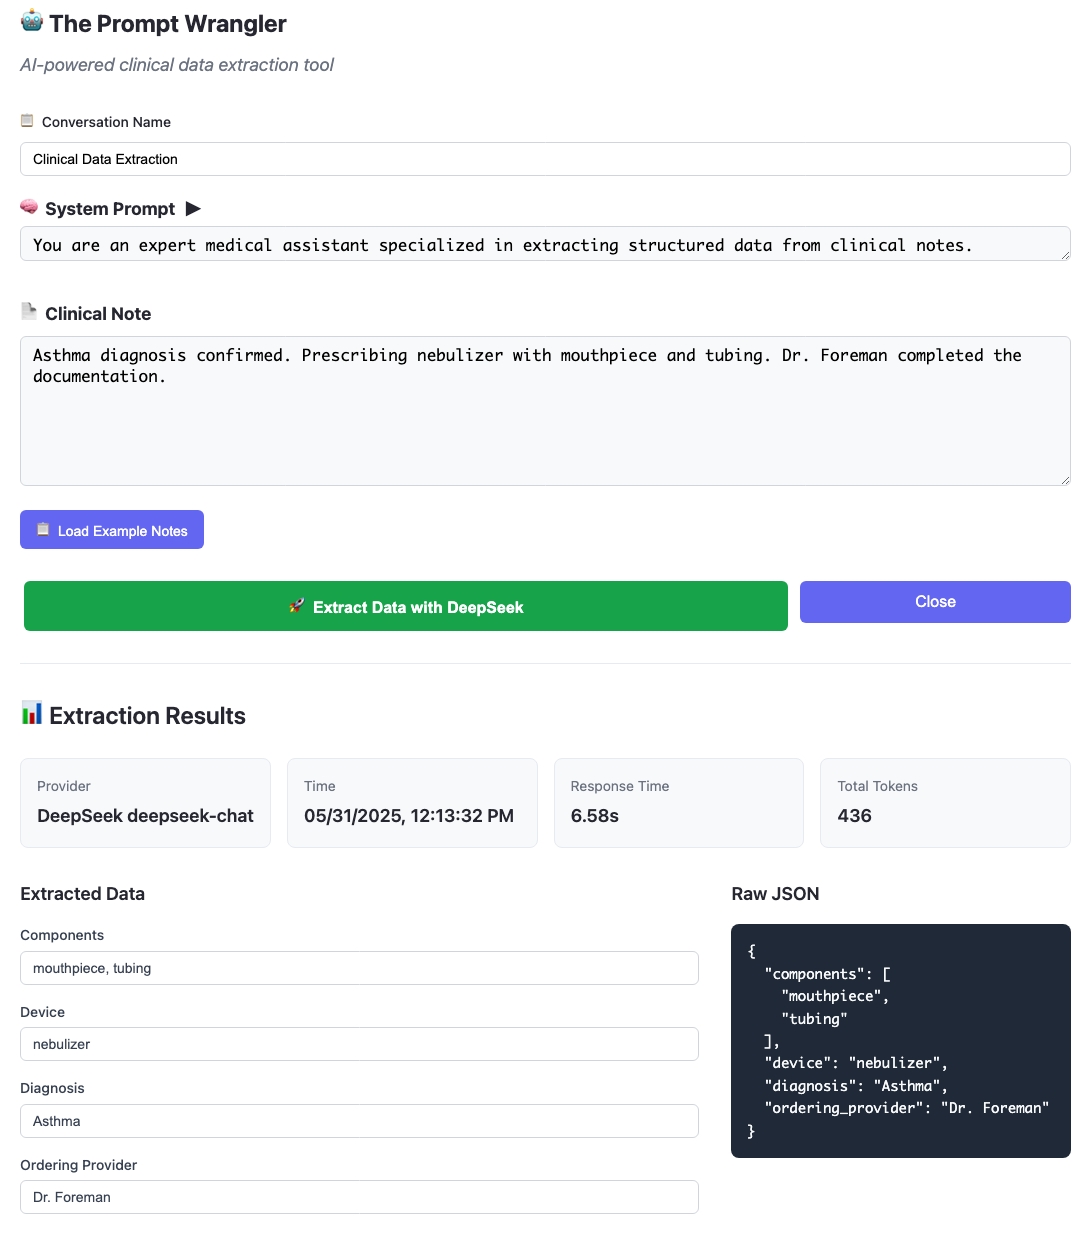 The Prompt Wrangler
AI-powered clinical data extraction tool
Conversation Name
Clinical Data Extraction
System Prompt ▶
You are an expert medical assistant specialized in extracting structured data from clinical notes.
Clinical Note
Asthma diagnosis confirmed. Prescribing nebulizer with mouthpiece and tubing. Dr. Foreman completed the
documentation.
Load Example Notes
Extract Data with DeepSeek
Close
Extraction Results
Provider
DeepSeek deepseek-chat
Time
05/31/2025, 12:13:32 PM
Response Time
6.58s
Total Tokens
436
Extracted Data
Components
mouthpiece, tubing
Device
nebulizer
Diagnosis
Asthma
Ordering Provider
Dr. Foreman
Raw JSON
{
  "components": [
    "mouthpiece",
    "tubing"
  ],
  "device": "nebulizer",
  "diagnosis": "Asthma",
  "ordering_provider": "Dr. Foreman"
}